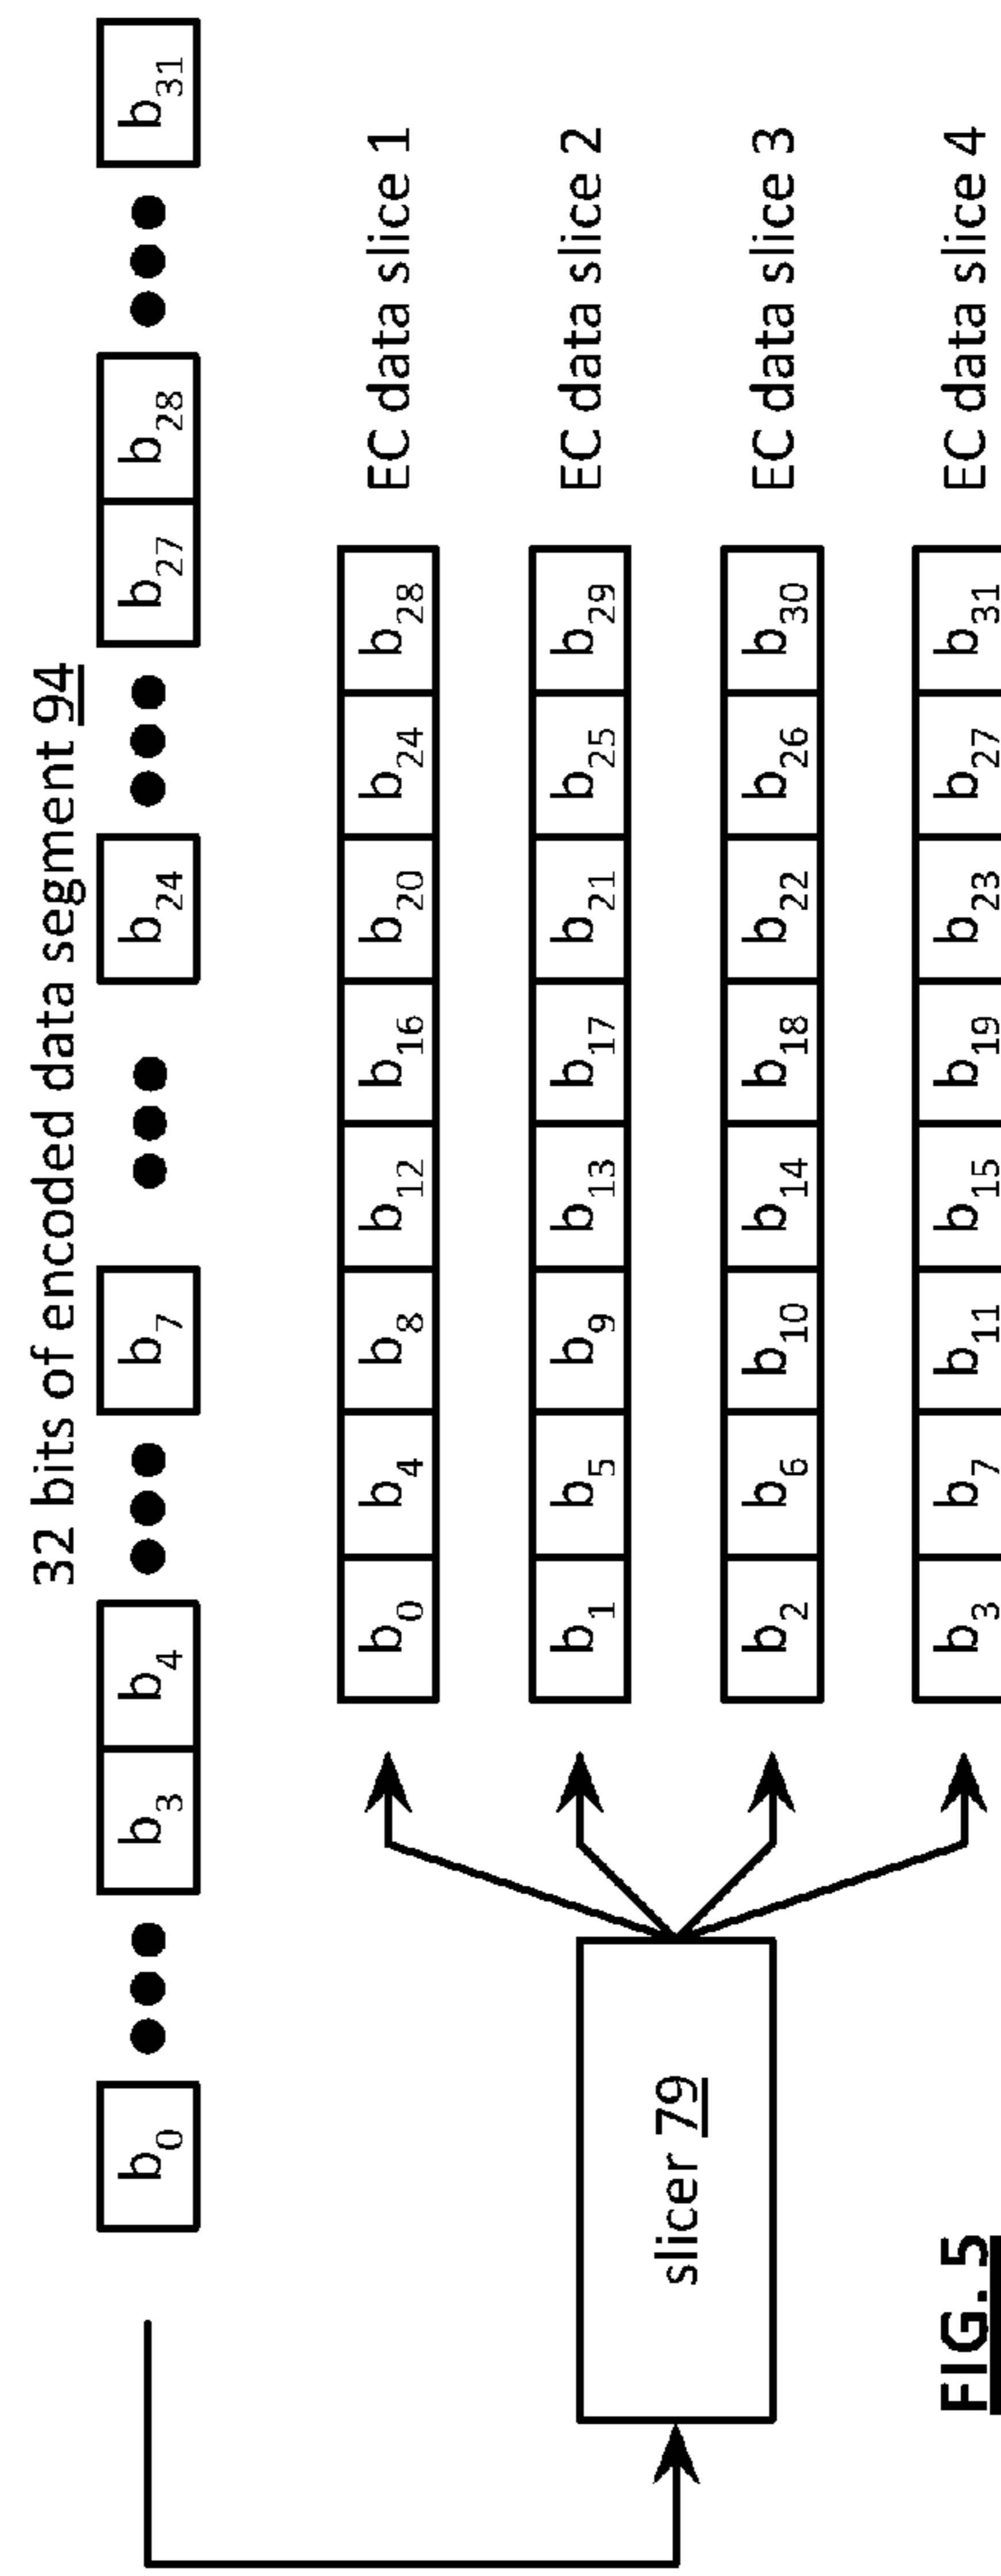 32 bits of encoded data segment 94
b0 ●●● b3 b4 ●●● b7 ●●● b24 ●●● b27 b28 ●●● b31
b0 b4 b8 b12 b16 b20 b24 b28 EC data slice 1
b1 b5 b9 b13 b17 b21 b25 b29 EC data slice 2
slicer 79
b2 b6 b10 b14 b18 b22 b26 b30 EC data slice 3
b3 b7 b11 b15 b19 b23 b27 b31 EC data slice 4
FIG. 5